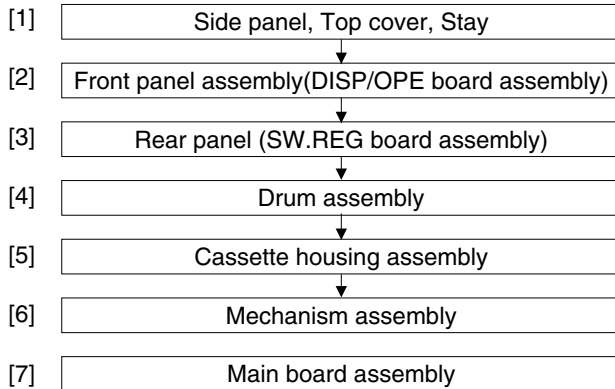 [1] Side panel, Top cover, Stay
[2] Front panel assembly(DISP/OPE board assembly)
[3] Rear panel (SW.REG board assembly)
[4] Drum assembly
[5] Cassette housing assembly
[6] Mechanism assembly
[7] Main board assembly